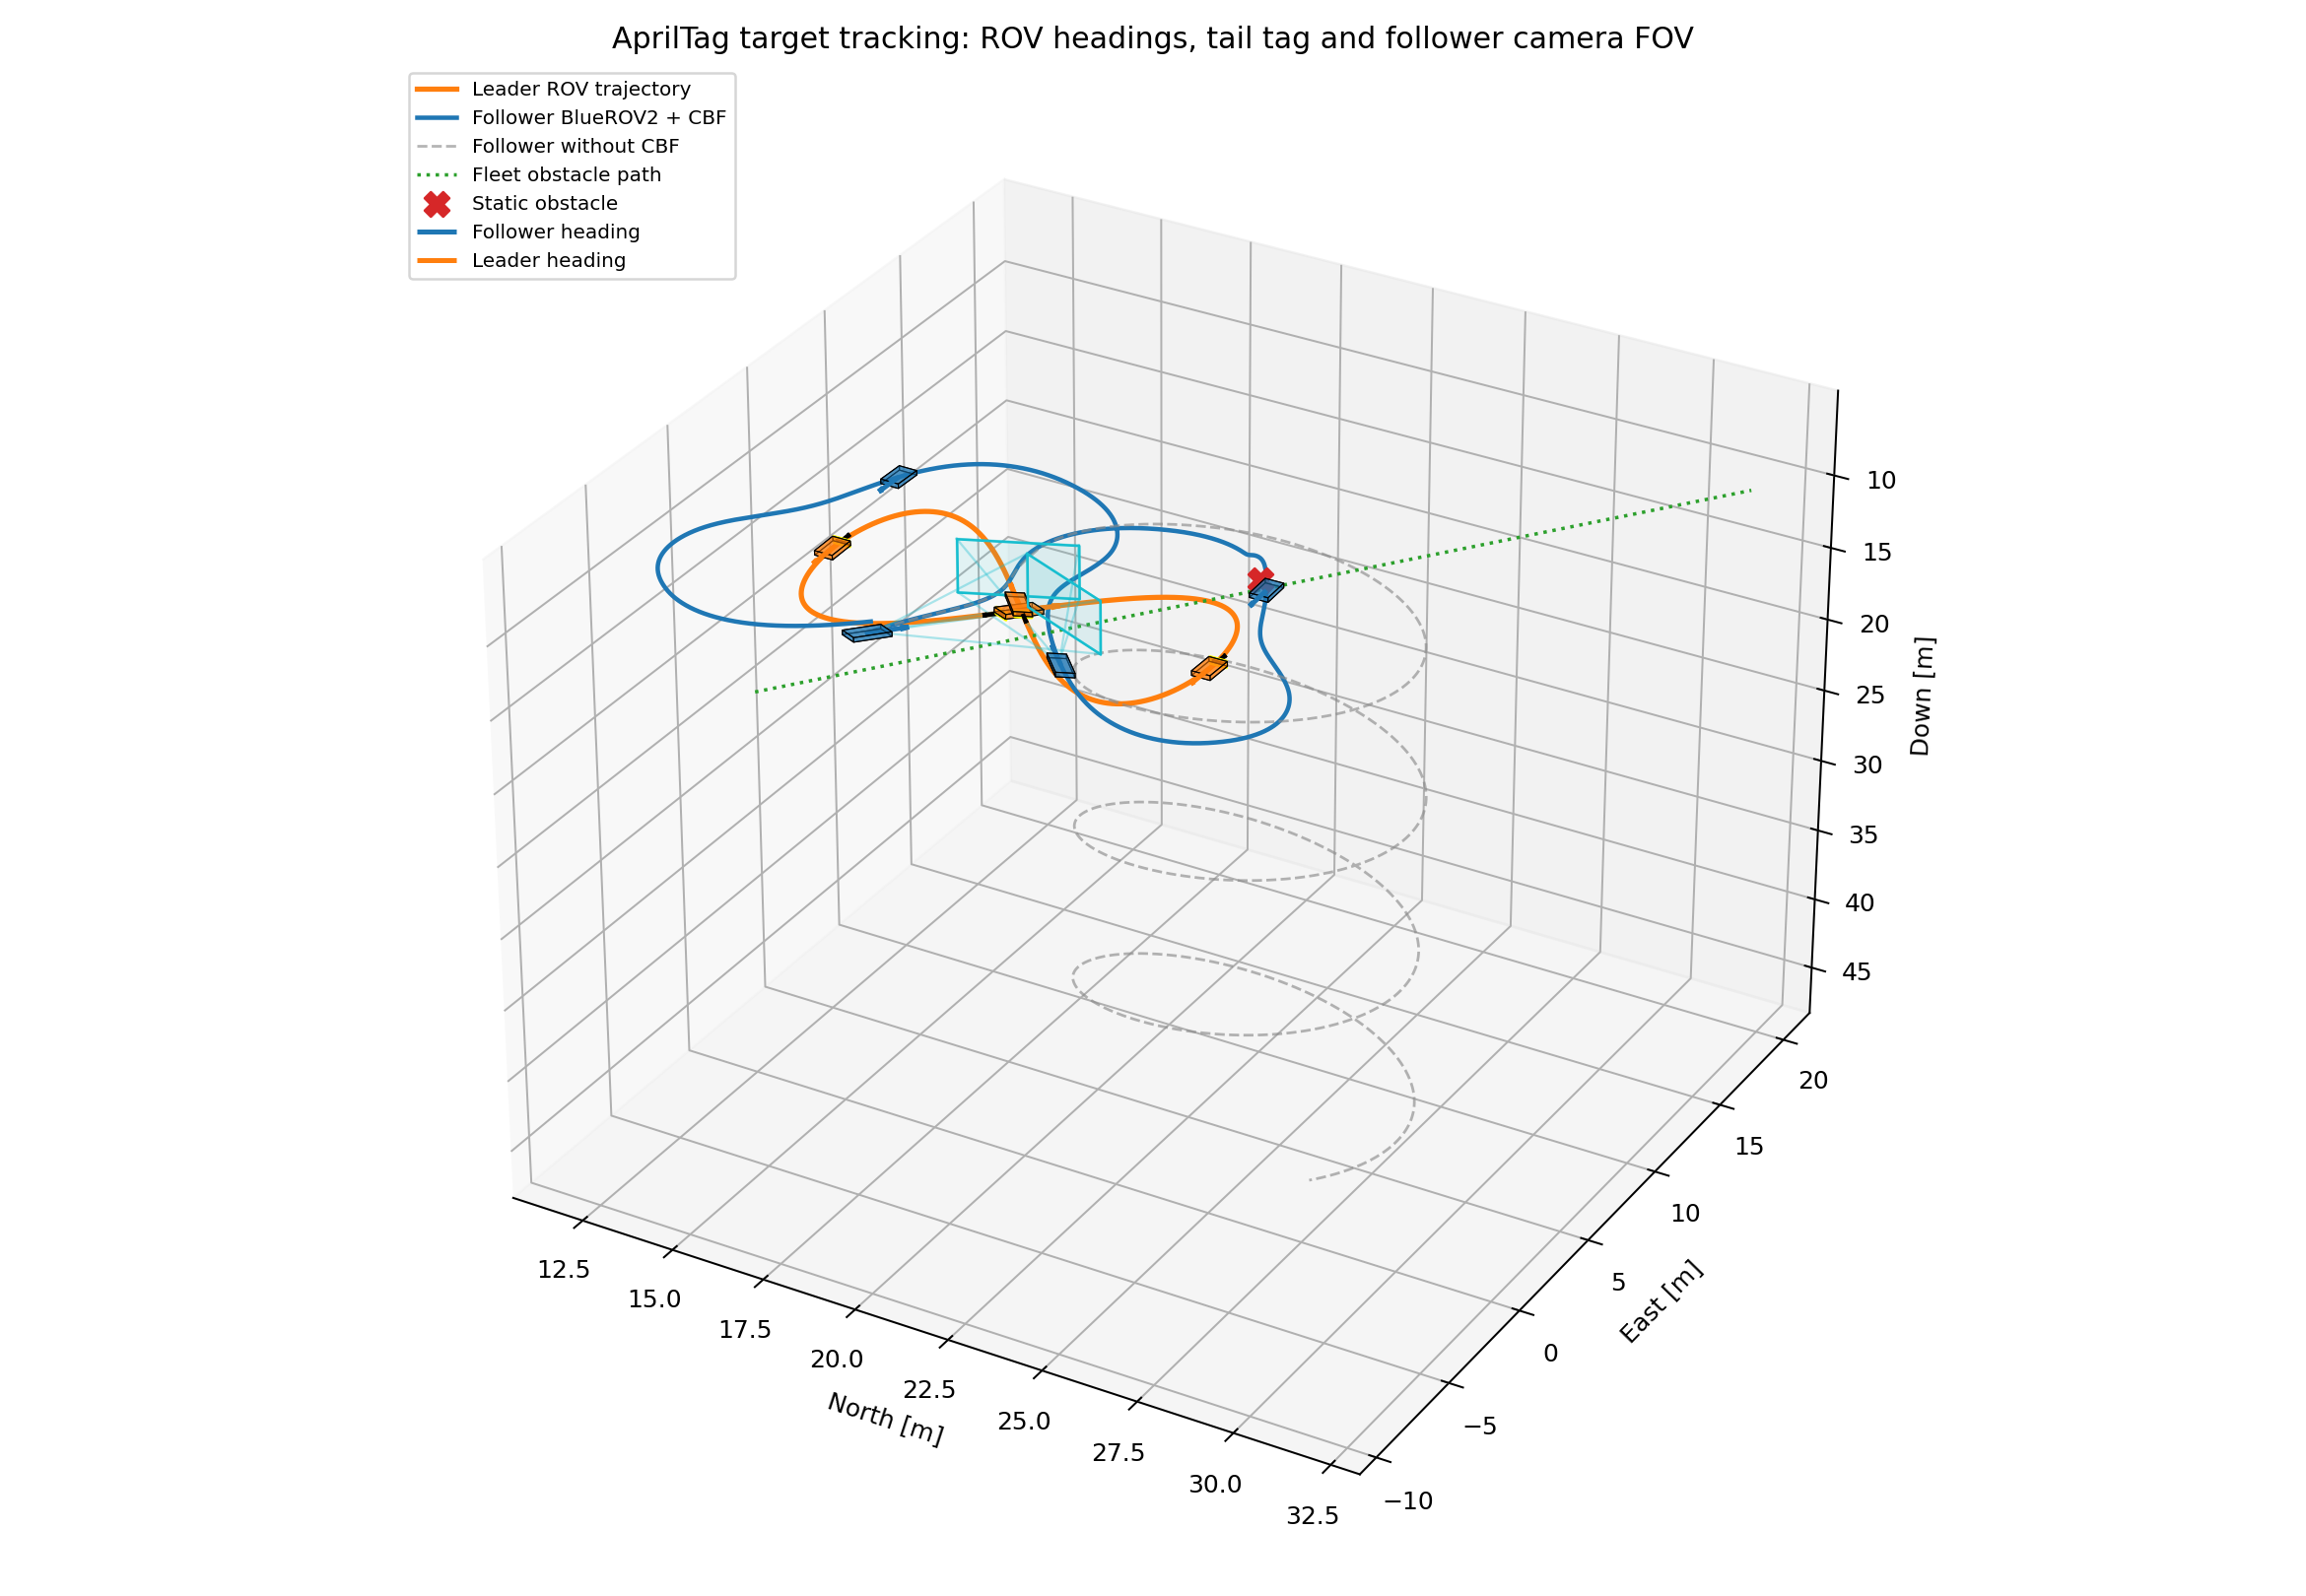 AprilTag target tracking: ROV headings, tail tag and follower camera FOV
Leader ROV trajectory
Follower BlueROV2 + CBF
Follower without CBF
Fleet obstacle path
Static obstacle
Follower heading
Leader heading
10
15
20
25
30
35
40
45
Down [m]
20
15
10
5
0
−5
−10
East [m]
12.5
15.0
17.5
20.0
22.5
25.0
27.5
30.0
32.5
North [m]